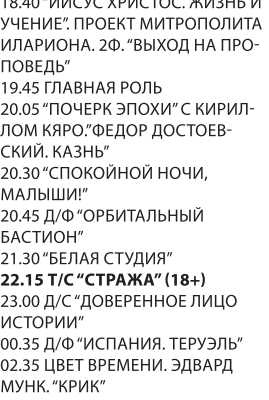 18.40 “ИИСУС ХРИСТОС. ЖИЗНЬ И
УЧЕНИЕ”. ПРОЕКТ МИТРОПОЛИТА
ИЛАРИОНА. 2Ф. “ВЫХОД НА ПРО-
ПОВЕДЬ”
19.45 ГЛАВНАЯ РОЛЬ
20.05 “ПОЧЕРК ЭПОХИ” С КИРИЛ-
ЛОМ КЯРО.”ФЕДОР ДОСТОЕВ-
СКИЙ. КАЗНЬ”
20.30 “СПОКОЙНОЙ НОЧИ,
МАЛЫШИ!”
20.45 Д/Ф “ОРБИТАЛЬНЫЙ
БАСТИОН”
21.30 “БЕЛАЯ СТУДИЯ”
22.15 Т/С “СТРАЖА” (18+)
23.00 Д/С “ДОВЕРЕННОЕ ЛИЦО
ИСТОРИИ”
00.35 Д/Ф “ИСПАНИЯ. ТЕРУЭЛЬ”
02.35 ЦВЕТ ВРЕМЕНИ. ЭДВАРД
МУНК. “КРИК”